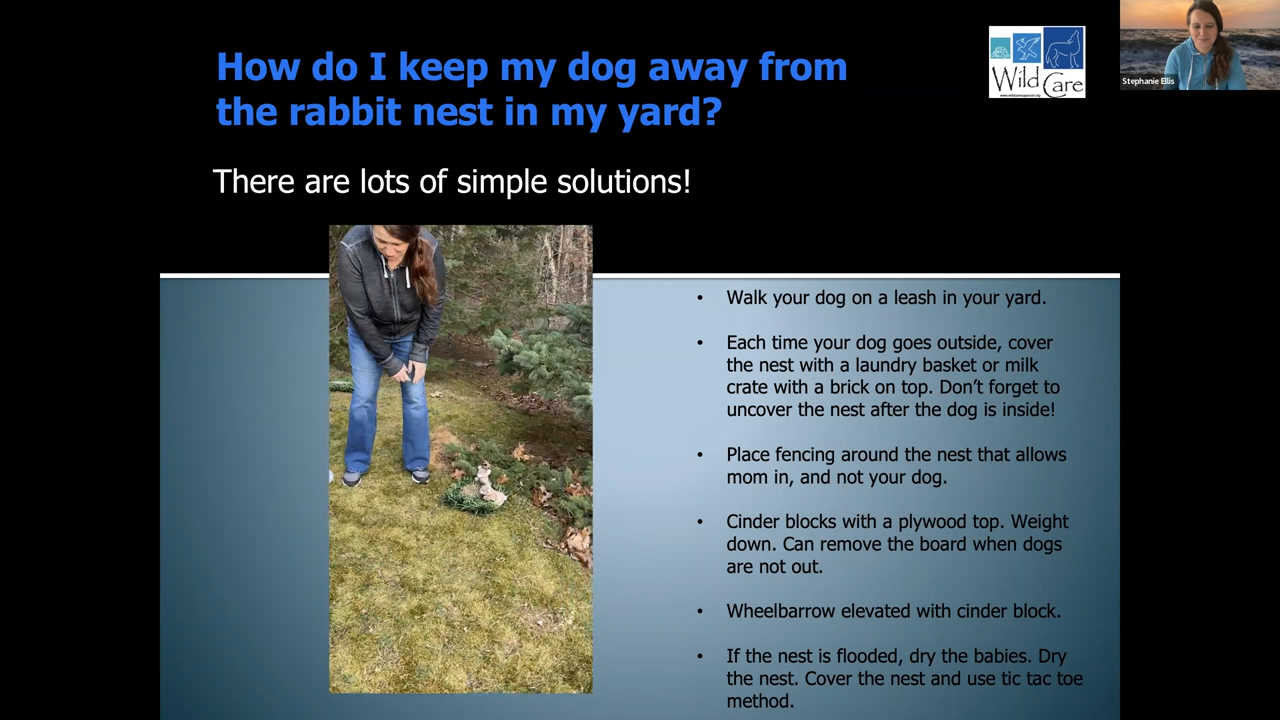 How do I keep my dog away from
the rabbit nest in my yard?
Wild Care
Stephanie Ellis
There are lots of simple solutions!
• Walk your dog on a leash in your yard.
• Each time your dog goes outside, cover
the nest with a laundry basket or milk
crate with a brick on top. Don’t forget to
uncover the nest after the dog is inside!
• Place fencing around the nest that allows
mom in, and not your dog.
• Cinder blocks with a plywood top. Weight
down. Can remove the board when dogs
are not out.
• Wheelbarrow elevated with cinder block.
• If the nest is flooded, dry the babies. Dry
the nest. Cover the nest and use tic tac toe
method.